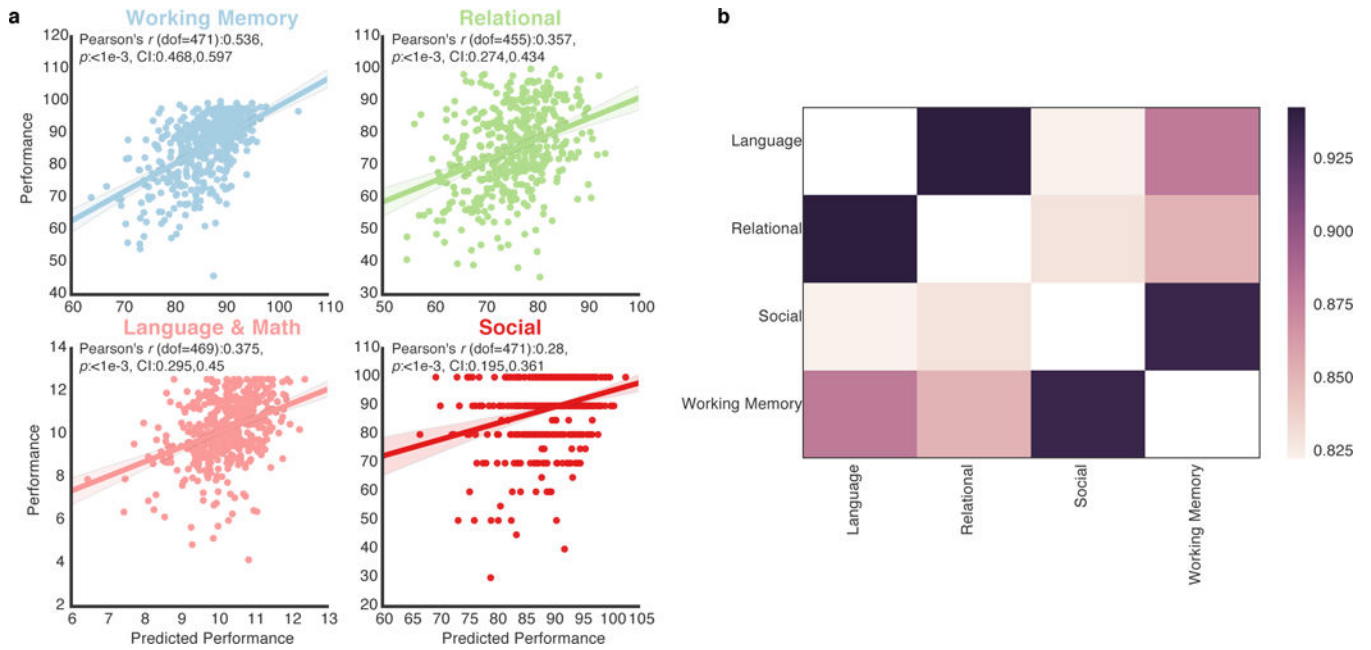 a
Working Memory
Pearson's r (dof=471):0.536,
p:<1e-3, CI:0.468,0.597
Performance
120
110
100
90
80
70
60
50
40
60 70 80 90 100 110
Relational
Pearson's r (dof=455):0.357,
p:<1e-3, CI:0.274,0.434
110
100
90
80
70
60
50
40
30
50 60 70 80 90 100
Language & Math
Pearson's r (dof=469):0.375,
p:<1e-3, CI:0.295,0.45
Performance
14
12
10
8
6
4
2
6 7 8 9 10 11 12 13
Predicted Performance
Social
Pearson's r (dof=471):0.28,
p:<1e-3, CI:0.195,0.361
110
100
90
80
70
60
50
40
30
20
60 65 70 75 80 85 90 95 100 105
Predicted Performance
b
Language
Relational
Social
Working Memory
Language
Relational
Social
Working Memory
0.925
0.900
0.875
0.850
0.825